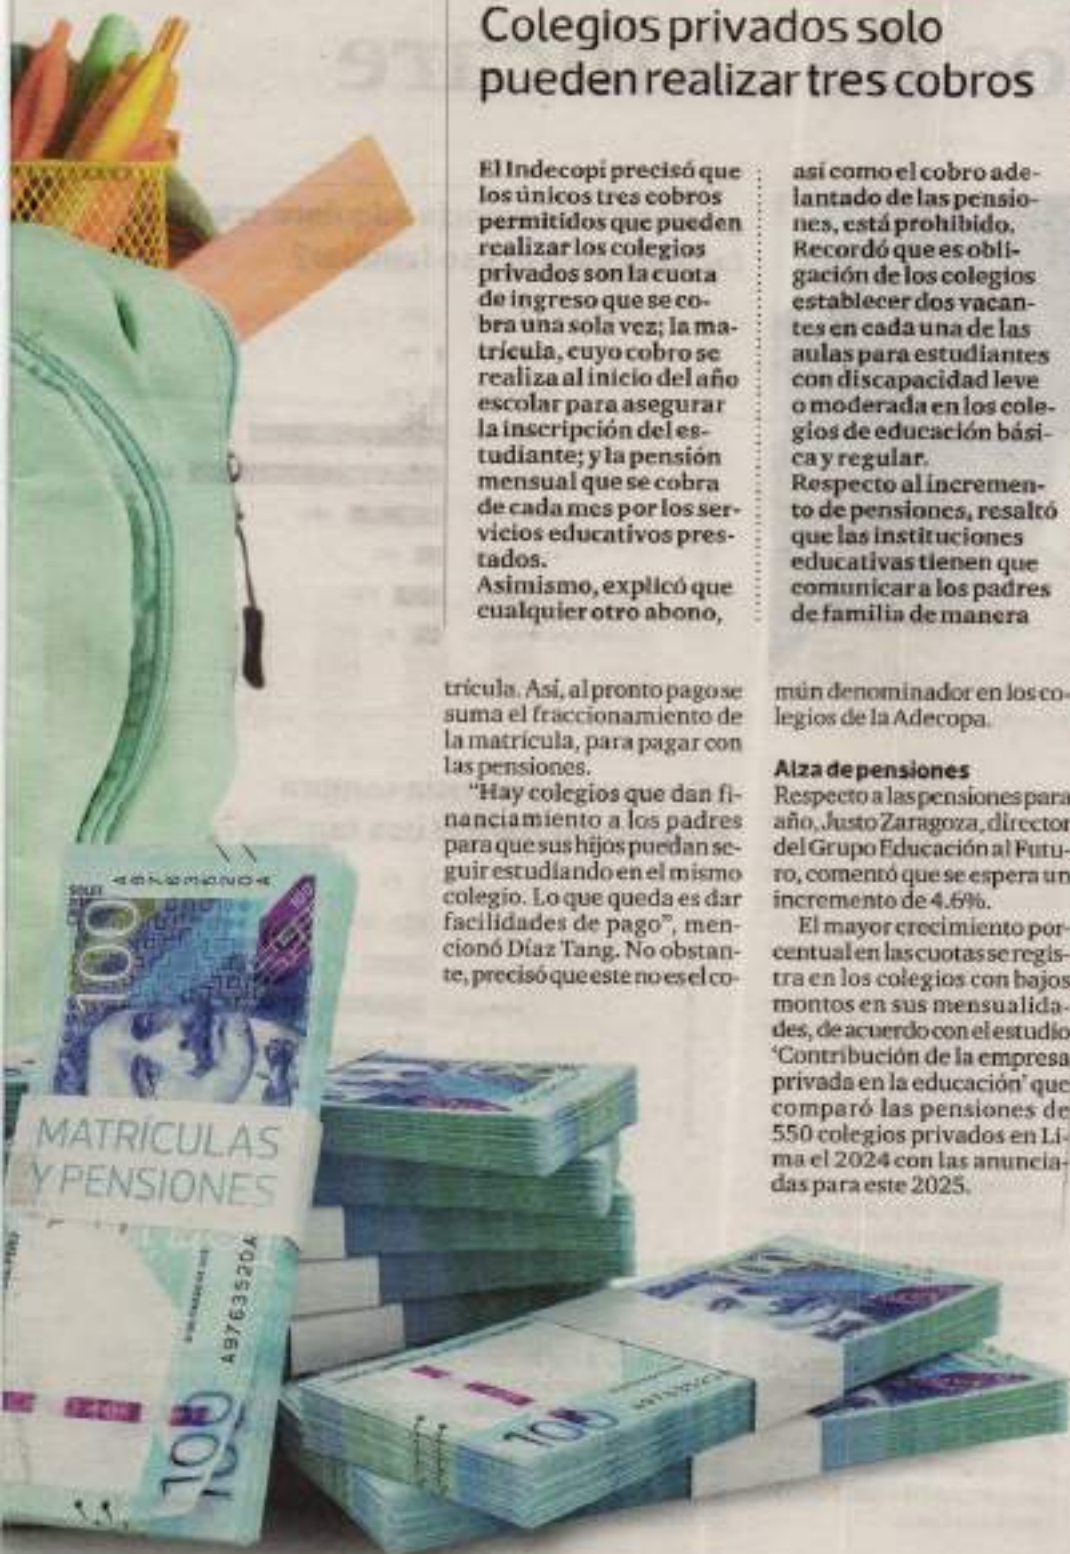 Colegios privados solo
pueden realizar tres cobros
El Indecopi precisó que
los únicos tres cobros
permitidos que pueden
realizar los colegios
privados son la cuota
de ingreso que se co-
bra una sola vez; la ma-
trícula, cuyo cobro se
realiza al inicio del año
escolar para asegurar
la inscripción del es-
tudiante; y la pensión
mensual que se cobra
de cada mes por los ser-
vicios educativos pres-
tados.
Asimismo, explicó que
cualquier otro abono,
así como el cobro ade-
lantado de las pensio-
nes, está prohibido.
Recordó que es obli-
gación de los colegios
establecer dos vacan-
tes en cada una de las
aulas para estudiantes
con discapacidad leve
o moderada en los cole-
gios de educación bási-
ca y regular.
Respecto al incremen-
to de pensiones, resaltó
que las instituciones
educativas tienen que
comunicar a los padres
de familia de manera
trícula. Así, al pronto pago se
suma el fraccionamiento de
la matrícula, para pagar con
las pensiones.
"Hay colegios que dan fi-
nanciamiento a los padres
para que sus hijos puedan se-
guir estudiando en el mismo
colegio. Lo que queda es dar
facilidades de pago", men-
cionó Díaz Tang. No obstan-
te, precisó que este no es el co-
mún denominador en los co-
legios de la Adecopa.
Alza de pensiones
Respecto a las pensiones para
año, Justo Zaragoza, director
del Grupo Educación al Futu-
ro, comentó que se espera un
incremento de 4.6%.
El mayor crecimiento por-
centual en las cuotas se regis-
tra en los colegios con bajos
montos en sus mensualida-
des, de acuerdo con el estudio
'Contribución de la empresa
privada en la educación' que
comparó las pensiones de
550 colegios privados en Li-
ma el 2024 con las anuncia-
das para este 2025.
A9763520A
100
100
MATRÍCULAS
Y PENSIONES
A9763520A
100
100
100